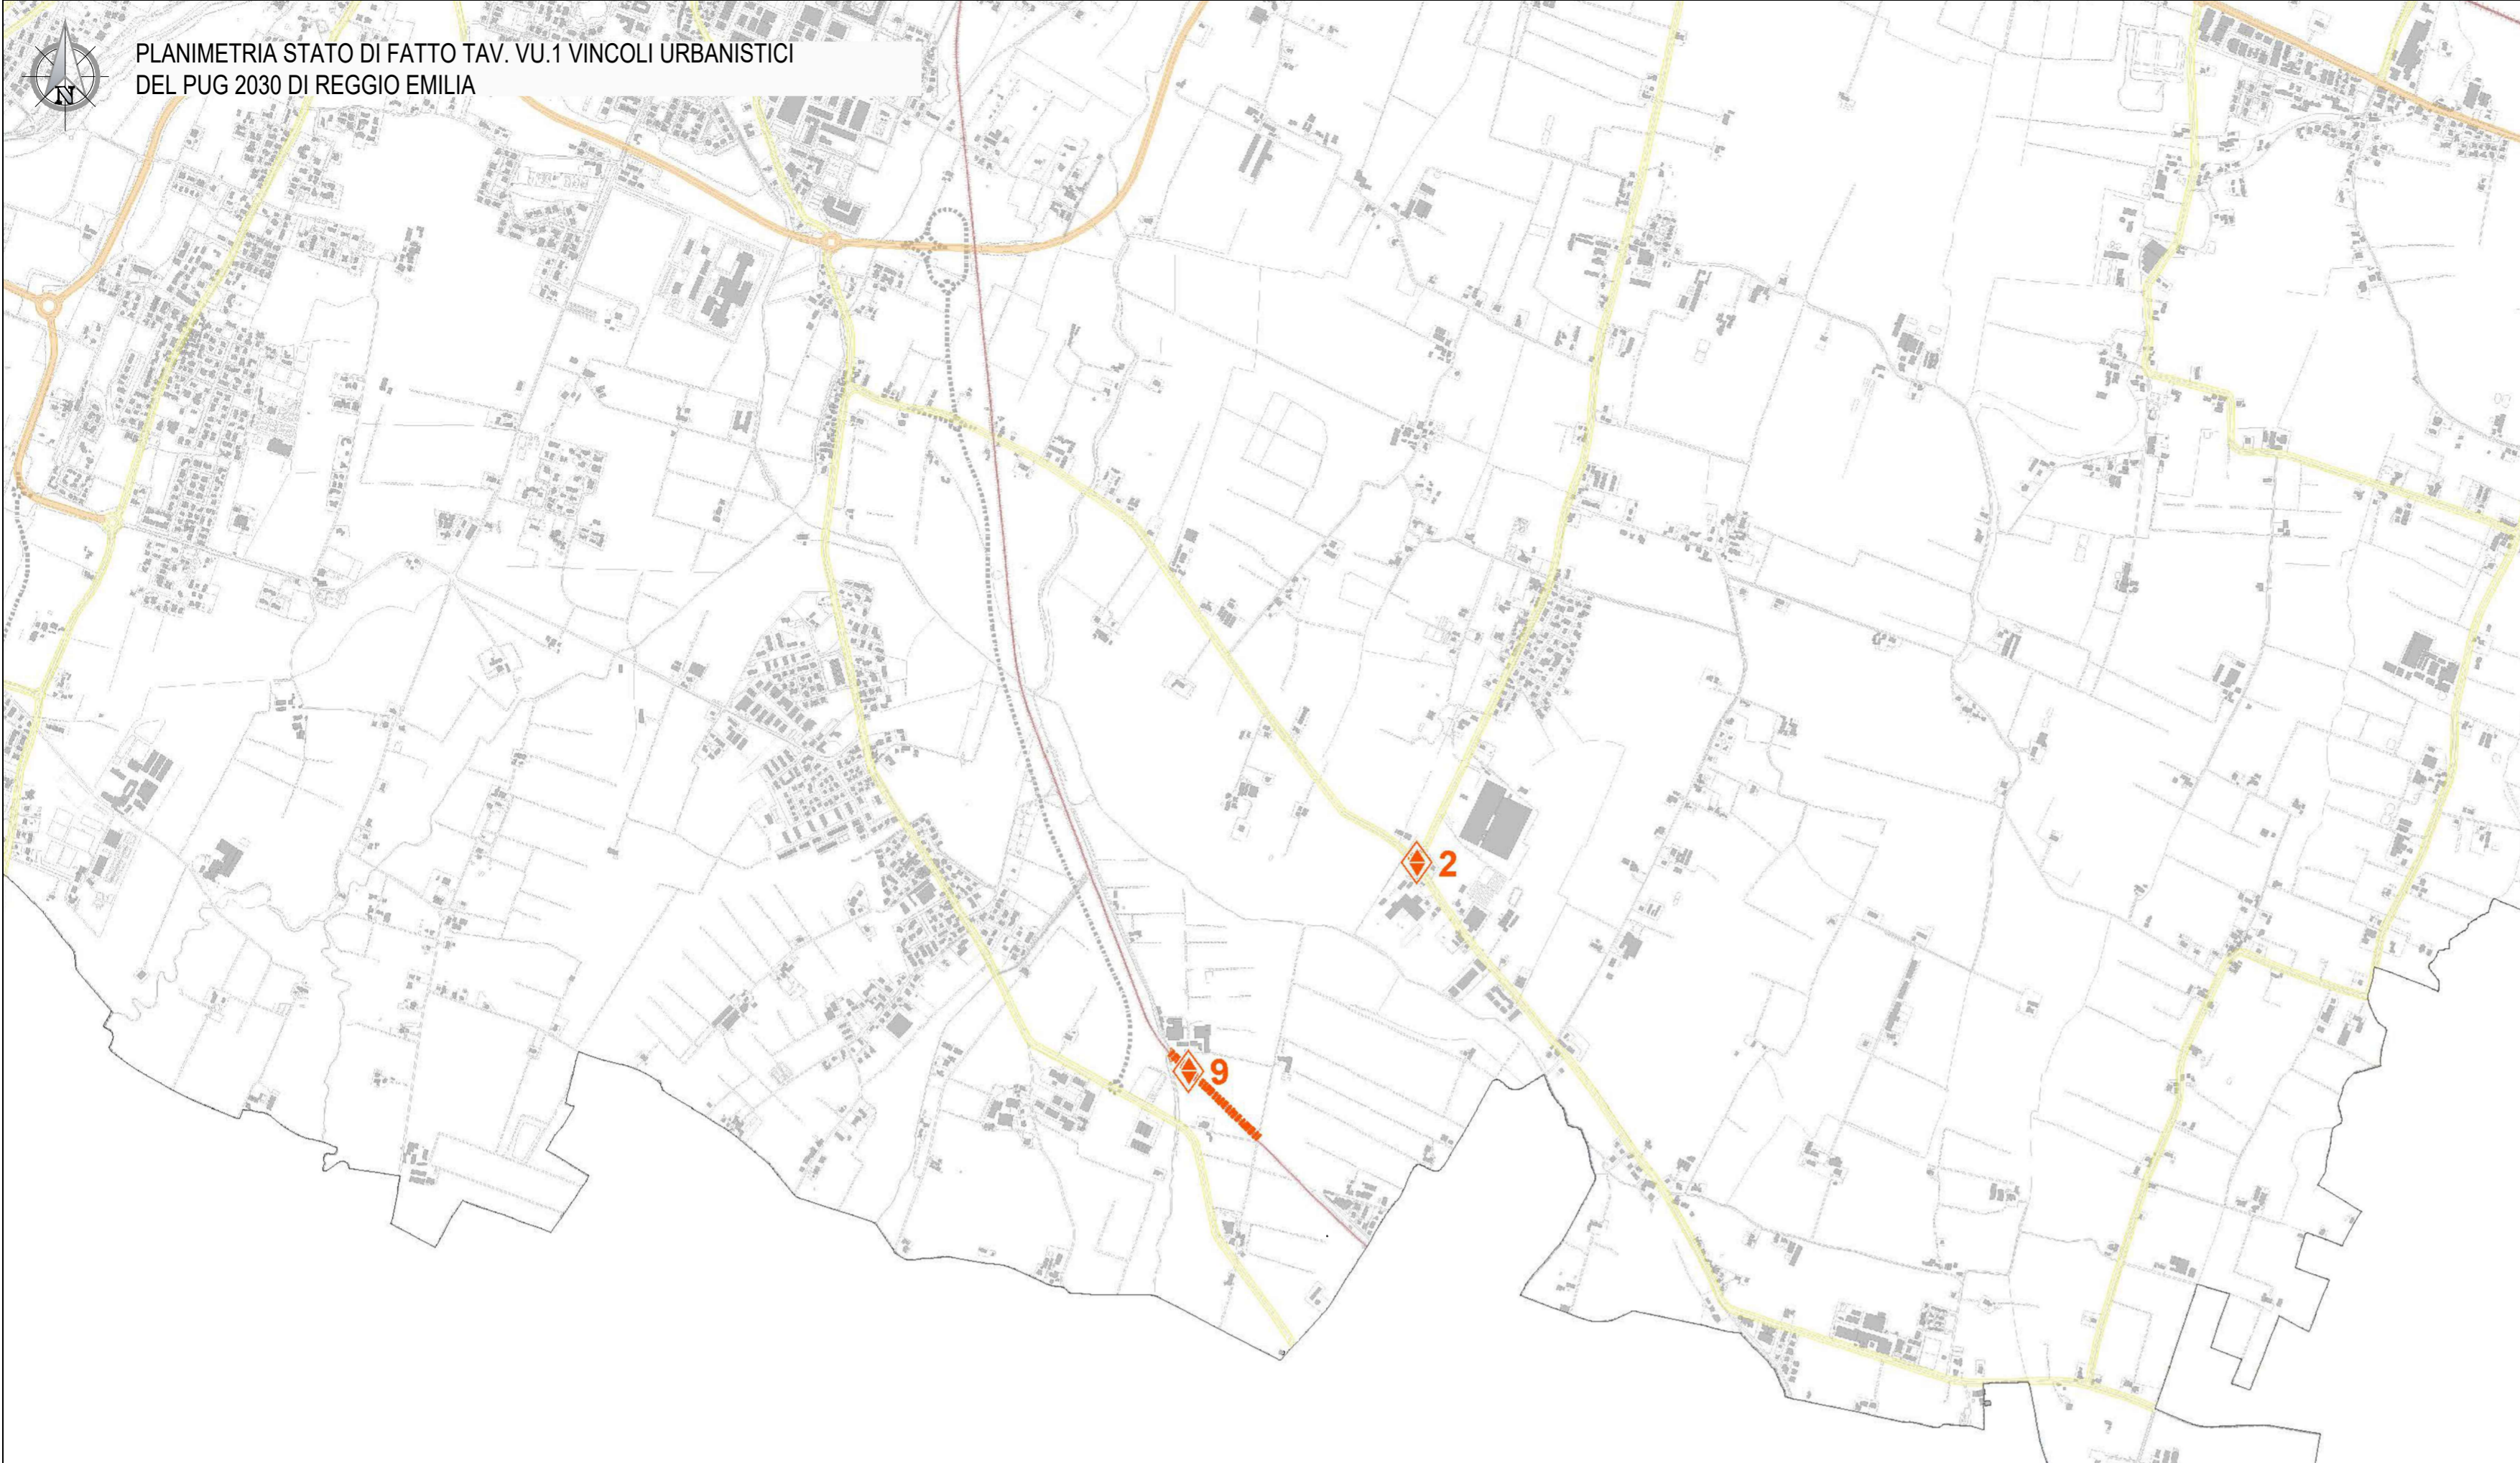 PLANIMETRIA STATO DI FATTO TAV. VU.1 VINCOLI URBANISTICI
DEL PUG 2030 DI REGGIO EMILIA
N
2
9